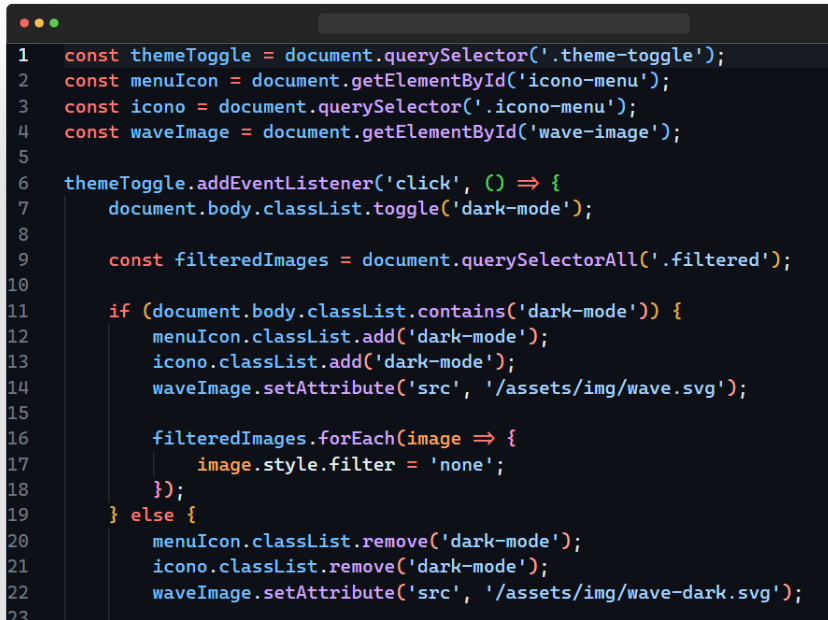 1 const themeToggle = document.querySelector('.theme-toggle');
2 const menuIcon = document.getElementById('icono-menu');
3 const icono = document.querySelector('.icono-menu');
4 const waveImage = document.getElementById('wave-image');
5
6 themeToggle.addEventListener('click', () => {
7     document.body.classList.toggle('dark-mode');
8
9     const filteredImages = document.querySelectorAll('.filtered');
10
11     if (document.body.classList.contains('dark-mode')) {
12         menuIcon.classList.add('dark-mode');
13         icono.classList.add('dark-mode');
14         waveImage.setAttribute('src', '/assets/img/wave.svg');
15
16         filteredImages.forEach(image => {
17             image.style.filter = 'none';
18         });
19     } else {
20         menuIcon.classList.remove('dark-mode');
21         icono.classList.remove('dark-mode');
22         waveImage.setAttribute('src', '/assets/img/wave-dark.svg');
23